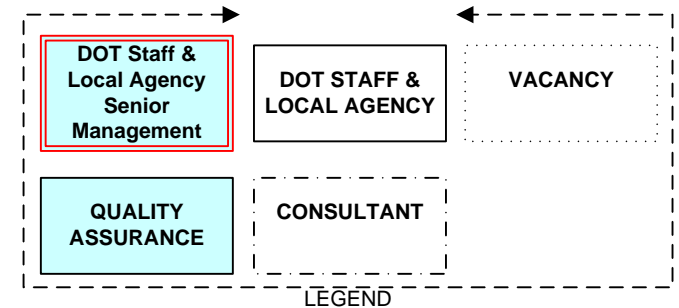 DOT Staff &
Local Agency
Senior
Management
DOT STAFF &
LOCAL AGENCY
VACANCY
QUALITY
ASSURANCE
CONSULTANT
LEGEND